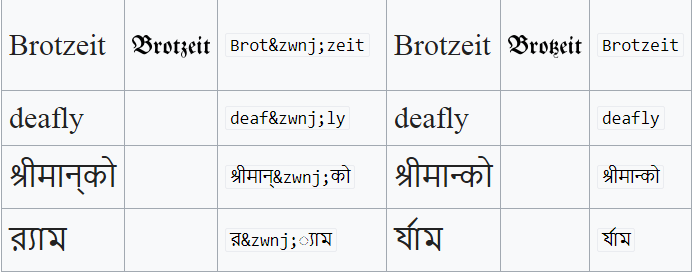 Brotzeit Brotzeit Brot&zwnj;zeit Brotzeit Brotzeit Brotzeit
deafly deaf&zwnj;ly deafly deafly
श्रीमान्‌को श्रीमान्&zwnj;को श्रीमान्को श्रीमान्को
র‌্যাম র&zwnj;্যাম র্যাম র্যাম